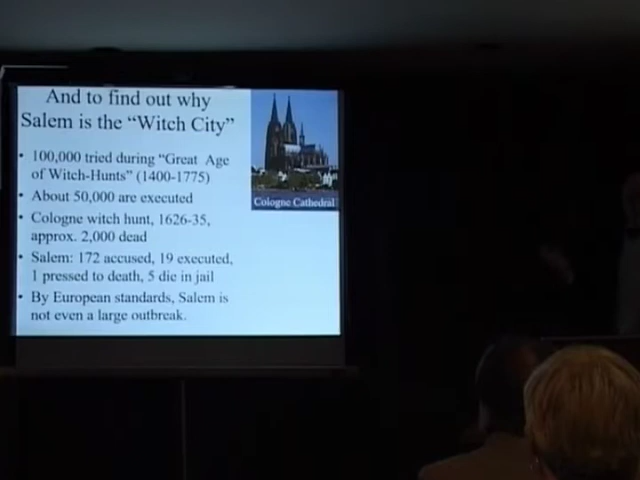 And to find out why
Salem is the “Witch City”
• 100,000 tried during “Great Age
of Witch-Hunts” (1400-1775)
• About 50,000 are executed
• Cologne witch hunt, 1626-35,
approx. 2,000 dead
• Salem: 172 accused, 19 executed,
1 pressed to death, 5 die in jail
• By European standards, Salem is
not even a large outbreak.
Cologne Cathedral